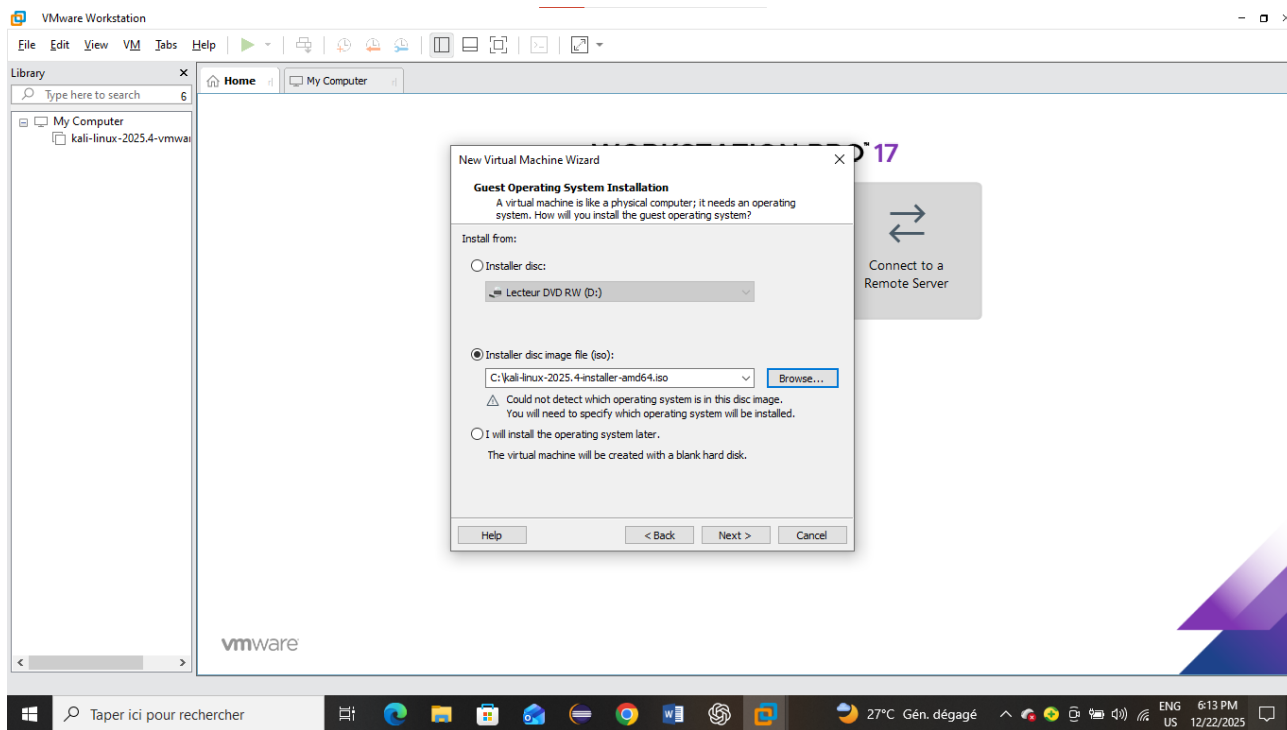 VMware Workstation
File Edit View VM Tabs Help
Library
Type here to search
Home
My Computer
My Computer
kali-linux-2025.4-vmwar
17
New Virtual Machine Wizard
Guest Operating System Installation
A virtual machine is like a physical computer; it needs an operating
system. How will you install the guest operating system?
Install from:
Installer disc:
Lecteur DVD RW (D:)
Installer disc image file (iso):
C:\kali-linux-2025.4-installer-amd64.iso
Browse...
Could not detect which operating system is in this disc image.
You will need to specify which operating system will be installed.
I will install the operating system later.
The virtual machine will be created with a blank hard disk.
Help
< Back
Next >
Cancel
Connect to a
Remote Server
vmware
Taper ici pour rechercher
27°C Gén. dégagé
ENG
US
6:13 PM
12/22/2025